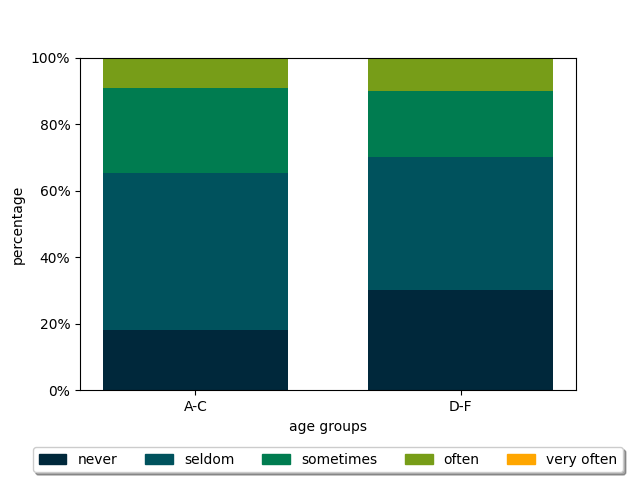 100%
80%
60%
40%
20%
0%
percentage
A-C D-F
age groups
never seldom sometimes often very often